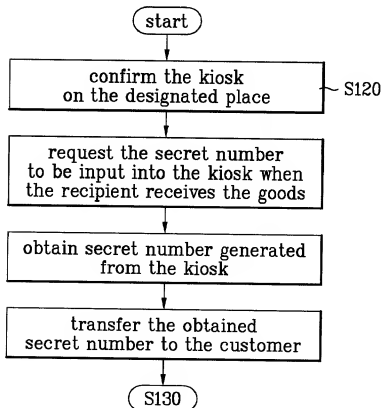 start
confirm the kiosk
on the designated place
S120
request the secret number
to be input into the kiosk when
the recipient receives the goods
obtain secret number generated
from the kiosk
transfer the obtained
secret number to the customer
S130